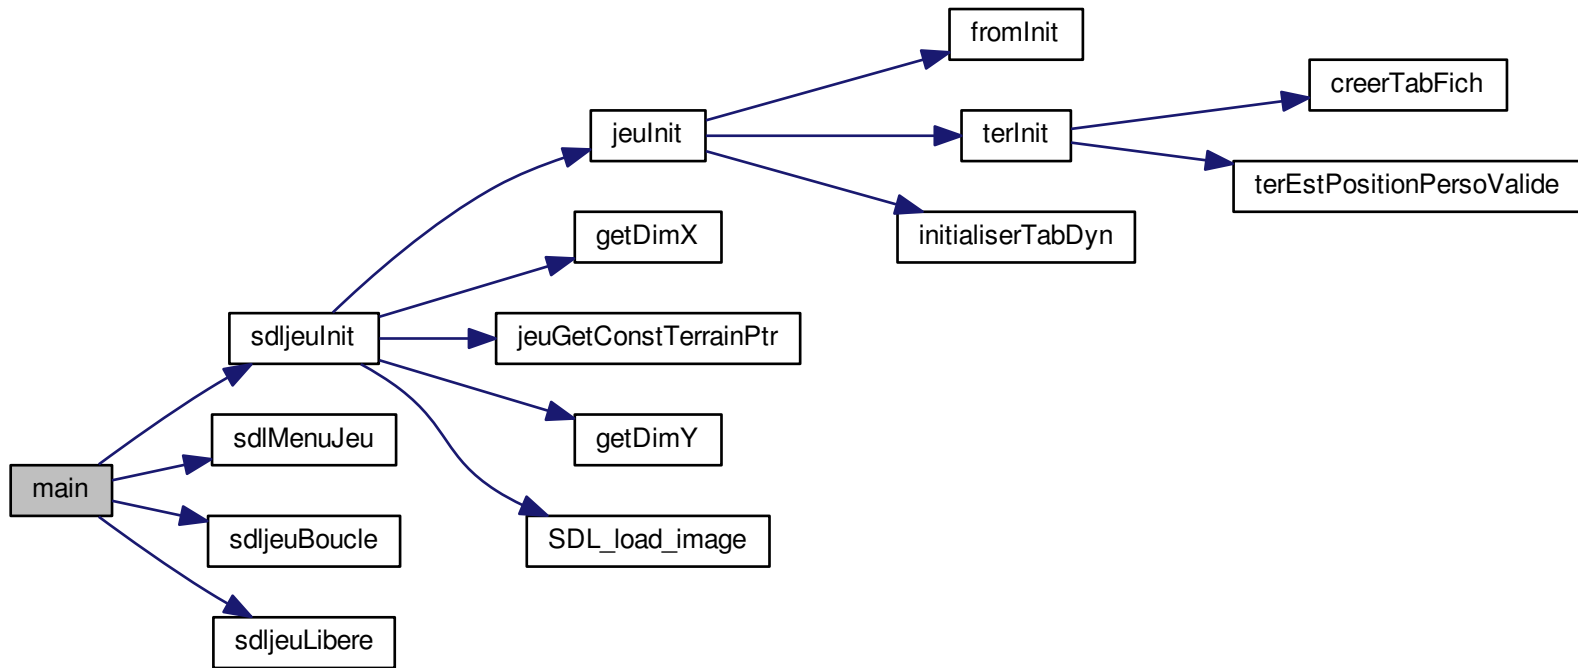 fromInit
creerTabFich
jeuInit
terInit
terEstPositionPersoValide
getDimX
initialiserTabDyn
sdljeuInit
jeuGetConstTerrainPtr
sdlMenuJeu
getDimY
main
sdljeuBoucle
SDL_load_image
sdljeuLibere